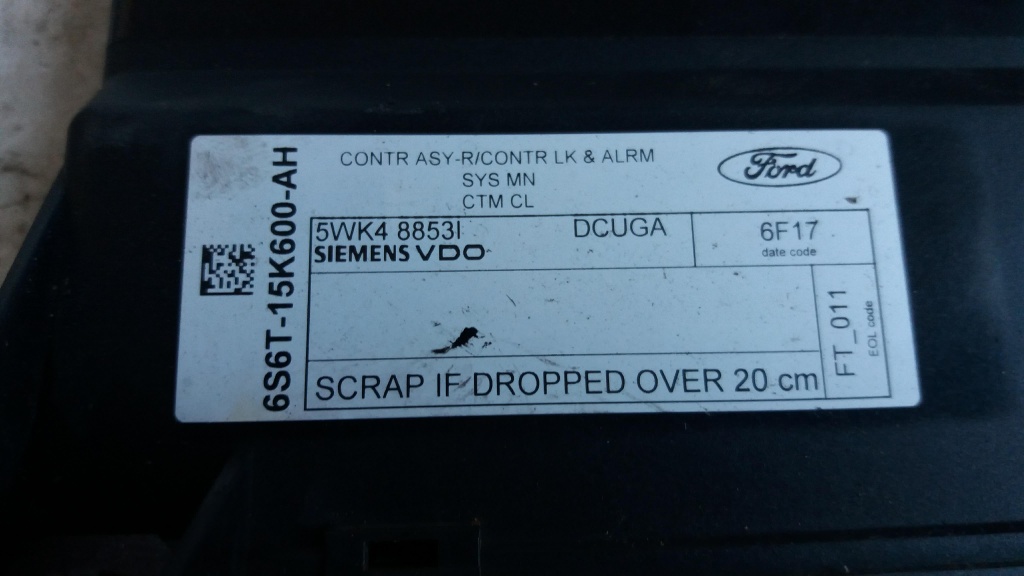 CONTR ASY-R/CONTR LK & ALRM
SYS MN
CTM CL
Ford
6S6T-15K600-AH
5WK4 8853I DCUGA
SIEMENS VDO
6F17
date code
FT_011
EOL code
SCRAP IF DROPPED OVER 20 cm